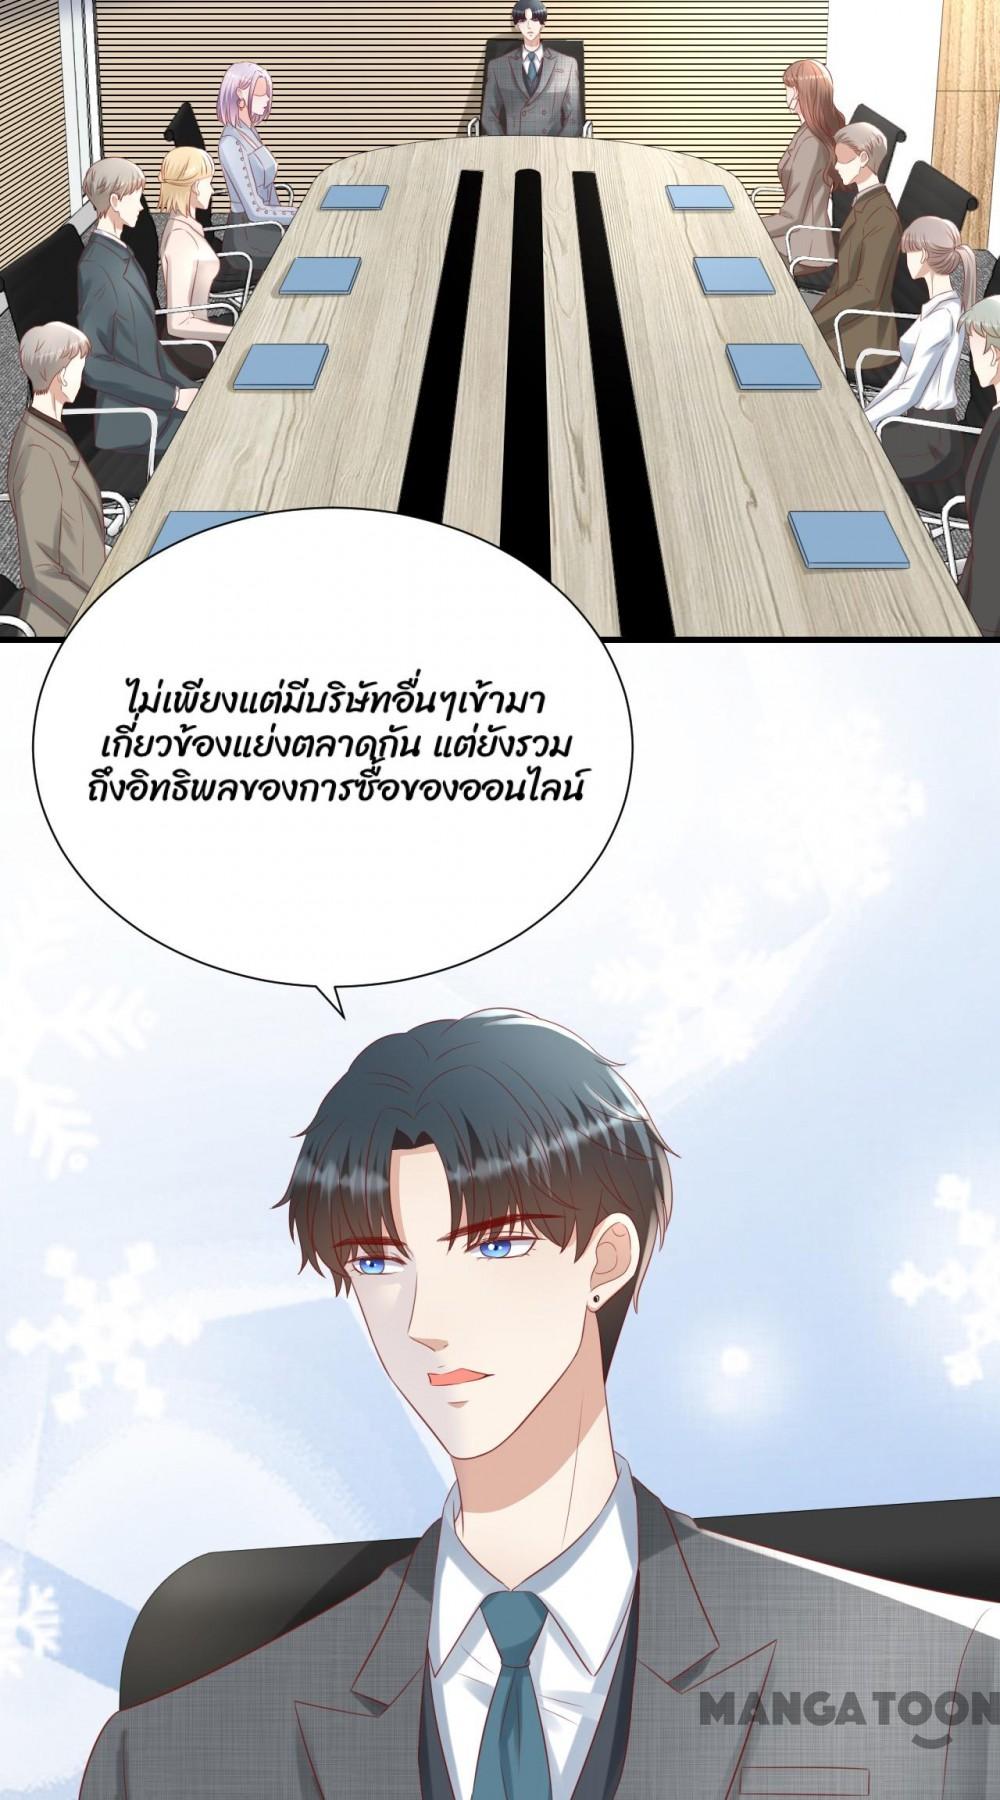 ไม่เพียงแต่มีบริษัทอื่นๆเข้ามา
เกี่ยวข้องแย่งตลาดกัน แต่ยังรวม
ถึงอิทธิพลของการซื้อของออนไลน์
MANGA TOON